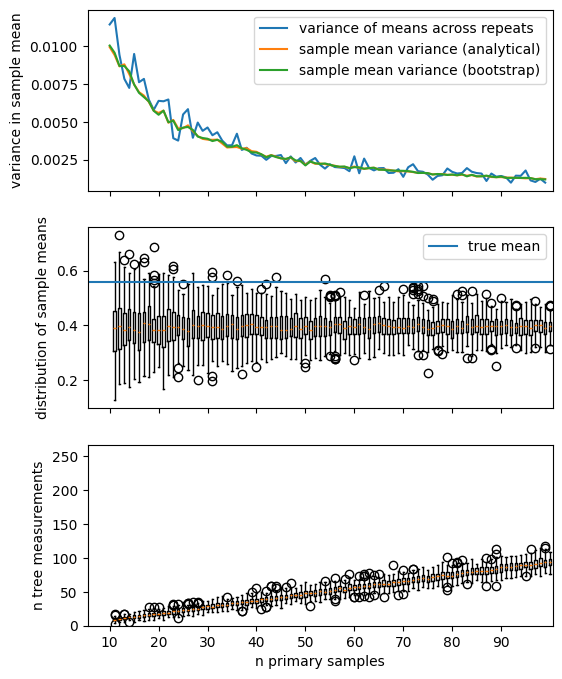 variance in sample mean
0.0100
0.0075
0.0050
0.0025
variance of means across repeats
sample mean variance (analytical)
sample mean variance (bootstrap)
distribution of sample means
0.6
0.4
0.2
true mean
n tree measurements
250
200
150
100
50
0
10 20 30 40 50 60 70 80 90
n primary samples